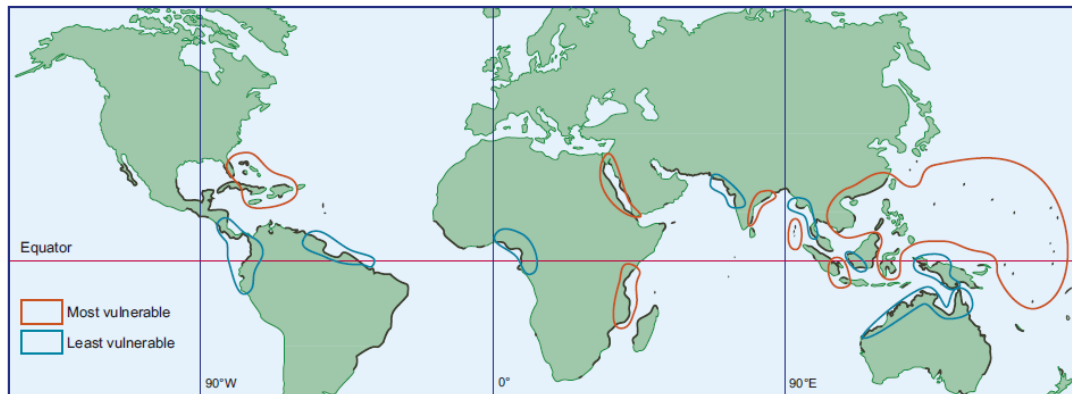 Equator
Most vulnerable
Least vulnerable
90°W
0°
90°E